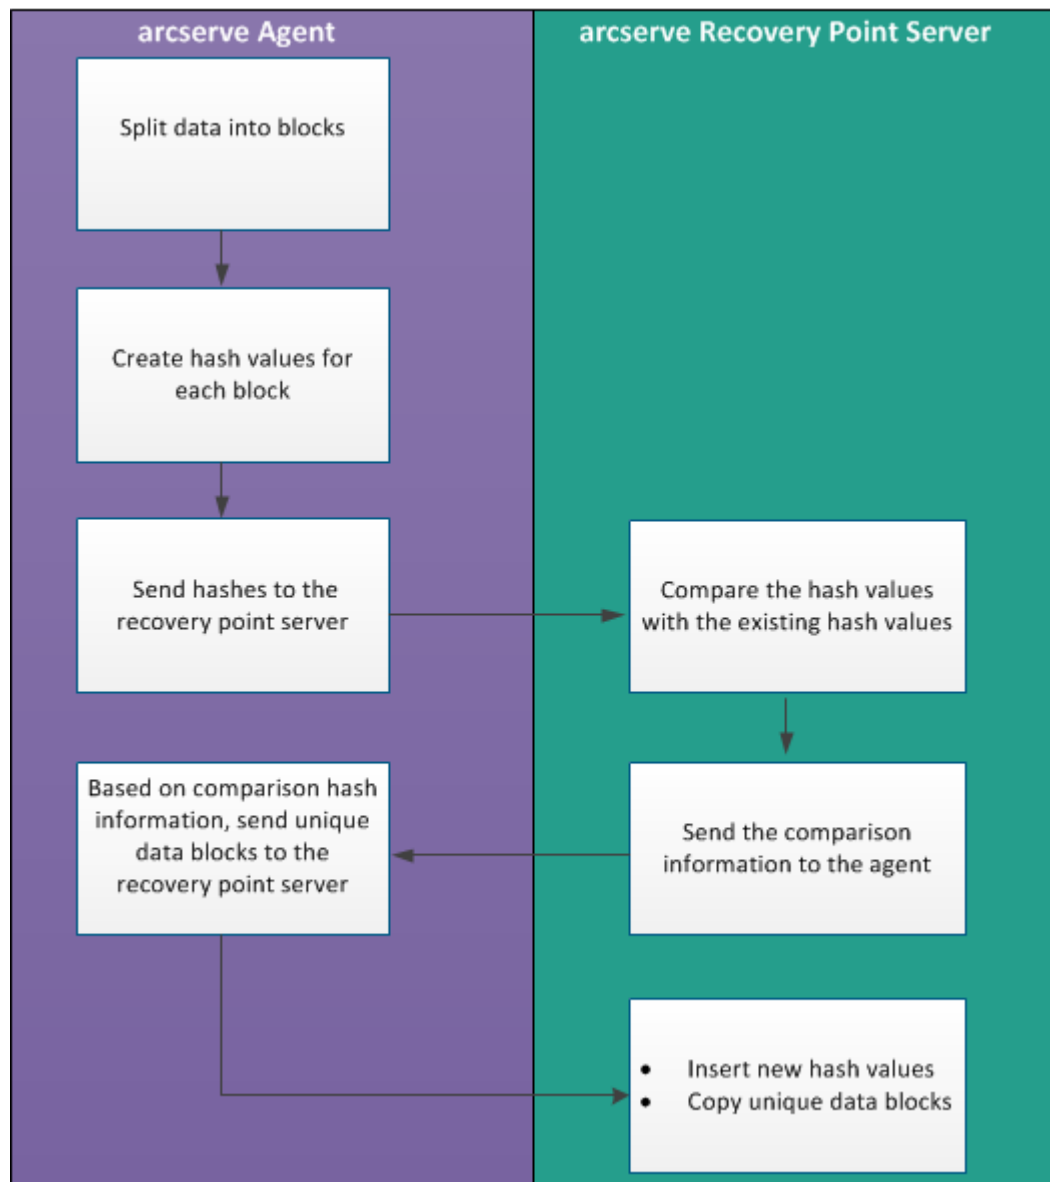 arcserve Agent
arcserve Recovery Point Server
Split data into blocks
Create hash values for
each block
Send hashes to the
recovery point server
Compare the hash values
with the existing hash values
Send the comparison
information to the agent
Based on comparison hash
information, send unique
data blocks to the
recovery point server
• Insert new hash values
• Copy unique data blocks